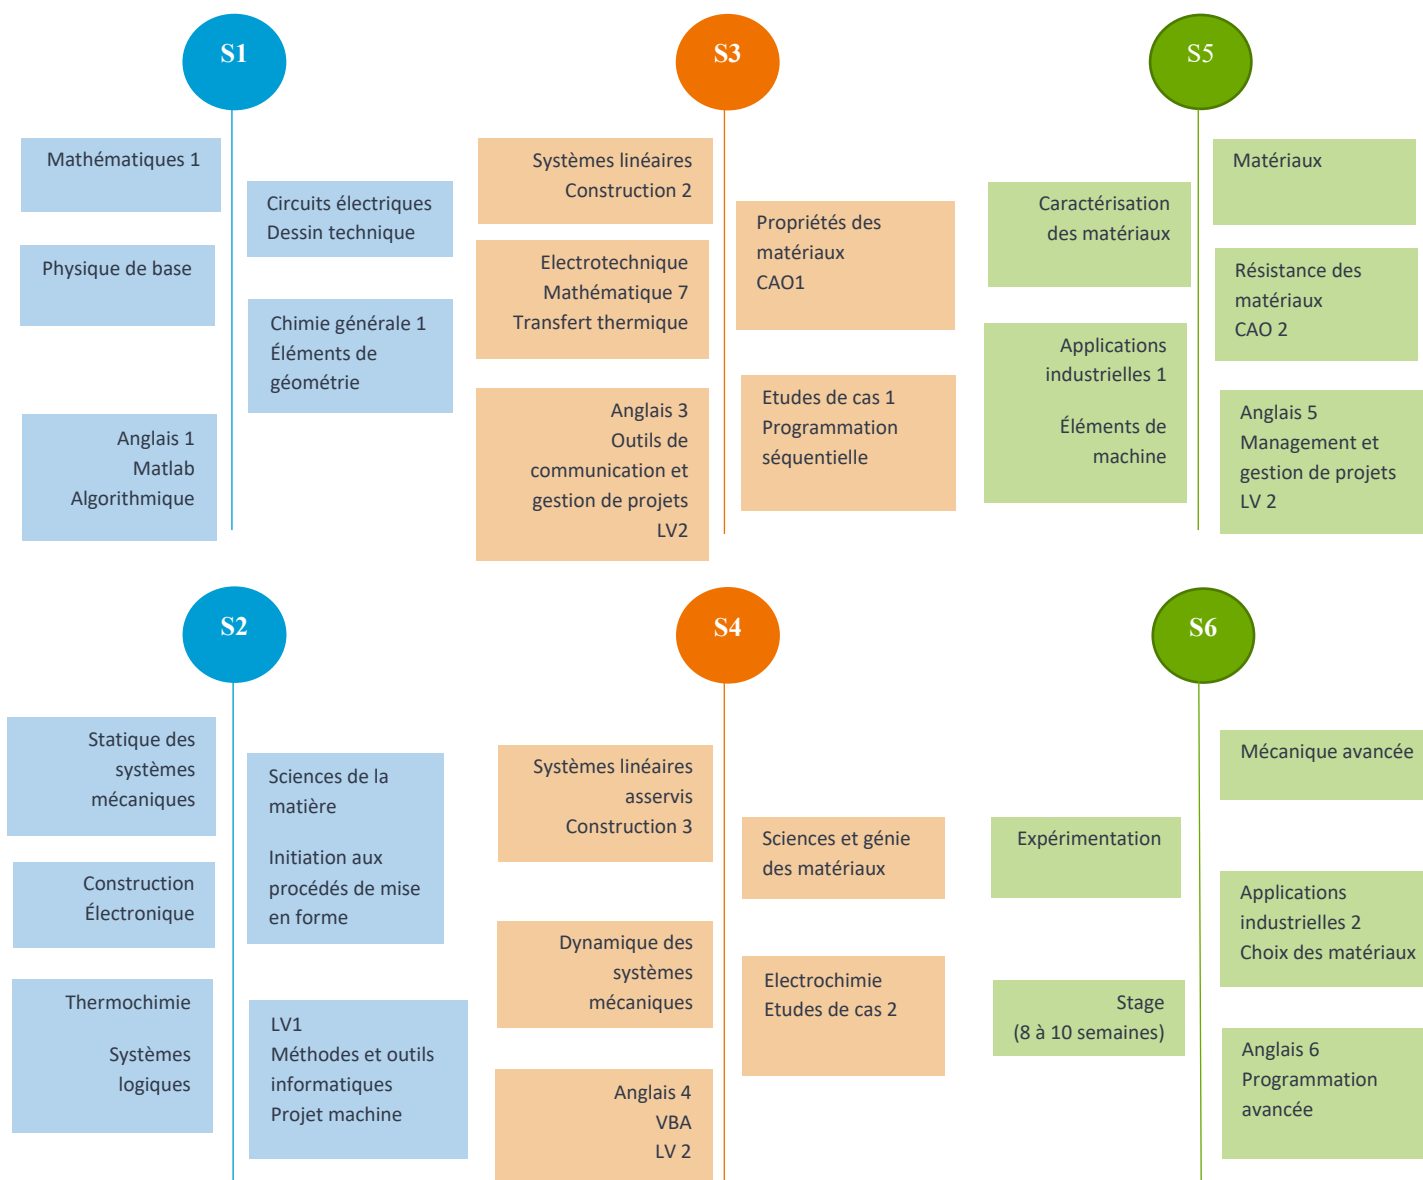 S1
Mathématiques 1
Circuits électriques
Dessin technique
Physique de base
Chimie générale 1
Éléments de
géométrie
Anglais 1
Matlab
Algorithmique
S3
Systèmes linéaires
Construction 2
Propriétés des
matériaux
CAO1
Electrotechnique
Mathématique 7
Transfert thermique
Etudes de cas 1
Programmation
séquentielle
Anglais 3
Outils de
communication et
gestion de projets
LV2
S5
Matériaux
Caractérisation
des matériaux
Résistance des
matériaux
CAO 2
Applications
industrielles 1
Éléments de
machine
Anglais 5
Management et
gestion de projets
LV 2
S2
Statique des
systèmes
mécaniques
Sciences de la
matière
Initiation aux
procédés de mise
en forme
Construction
Électronique
Thermochimie
Systèmes
logiques
LV1
Méthodes et outils
informatiques
Projet machine
S4
Systèmes linéaires
asservis
Construction 3
Sciences et génie
des matériaux
Dynamique des
systèmes
mécaniques
Electrochimie
Etudes de cas 2
Anglais 4
VBA
LV 2
S6
Mécanique avancée
Expérimentation
Applications
industrielles 2
Choix des matériaux
Stage
(8 à 10 semaines)
Anglais 6
Programmation
avancée